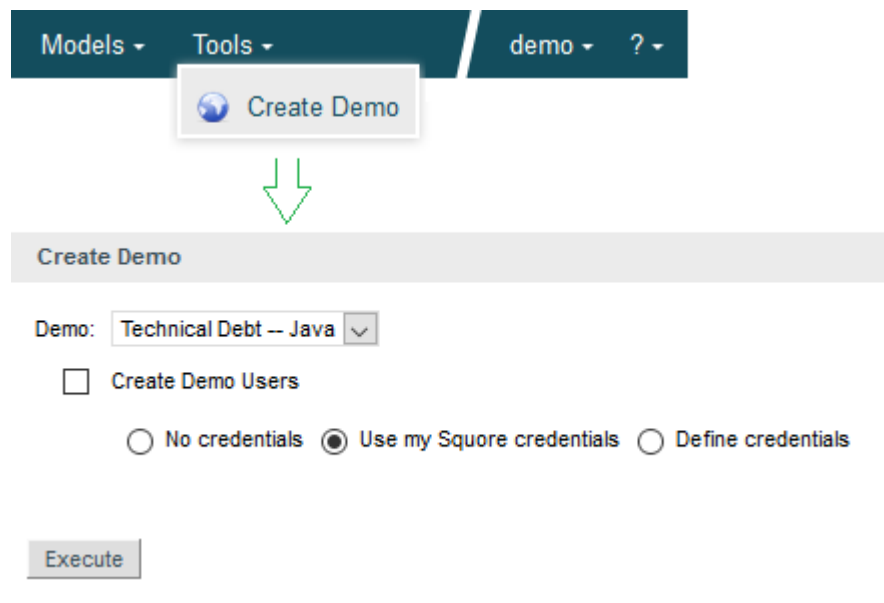 Models Tools demo ?
Create Demo
Create Demo
Demo: Technical Debt -- Java
Create Demo Users
No credentials Use my Squore credentials Define credentials
Execute